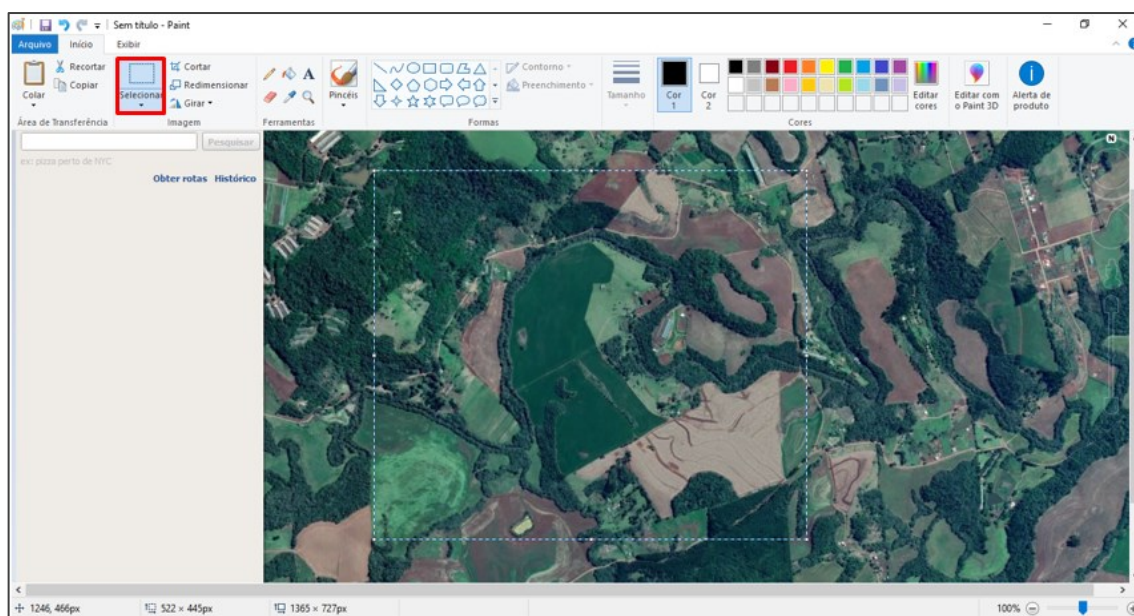 Sem título - Paint
Arquivo Início Exibir
Colar
Recortar
Copiar
Área de Transferência
Selecionar
Cortar
Redimensionar
Girar
Imagem
A
Ferramentas
Pincéis
Contorno
Preenchimento
Formas
Tamanho
Cor
1
Cor
2
Editar
cores
Cores
Editar com
o Paint 3D
Alerta de
produto
Pesquisar
ex: pizza perto de NYC
Obter rotas Histórico
N
1246, 466px
522 × 445px
1365 × 727px
100%